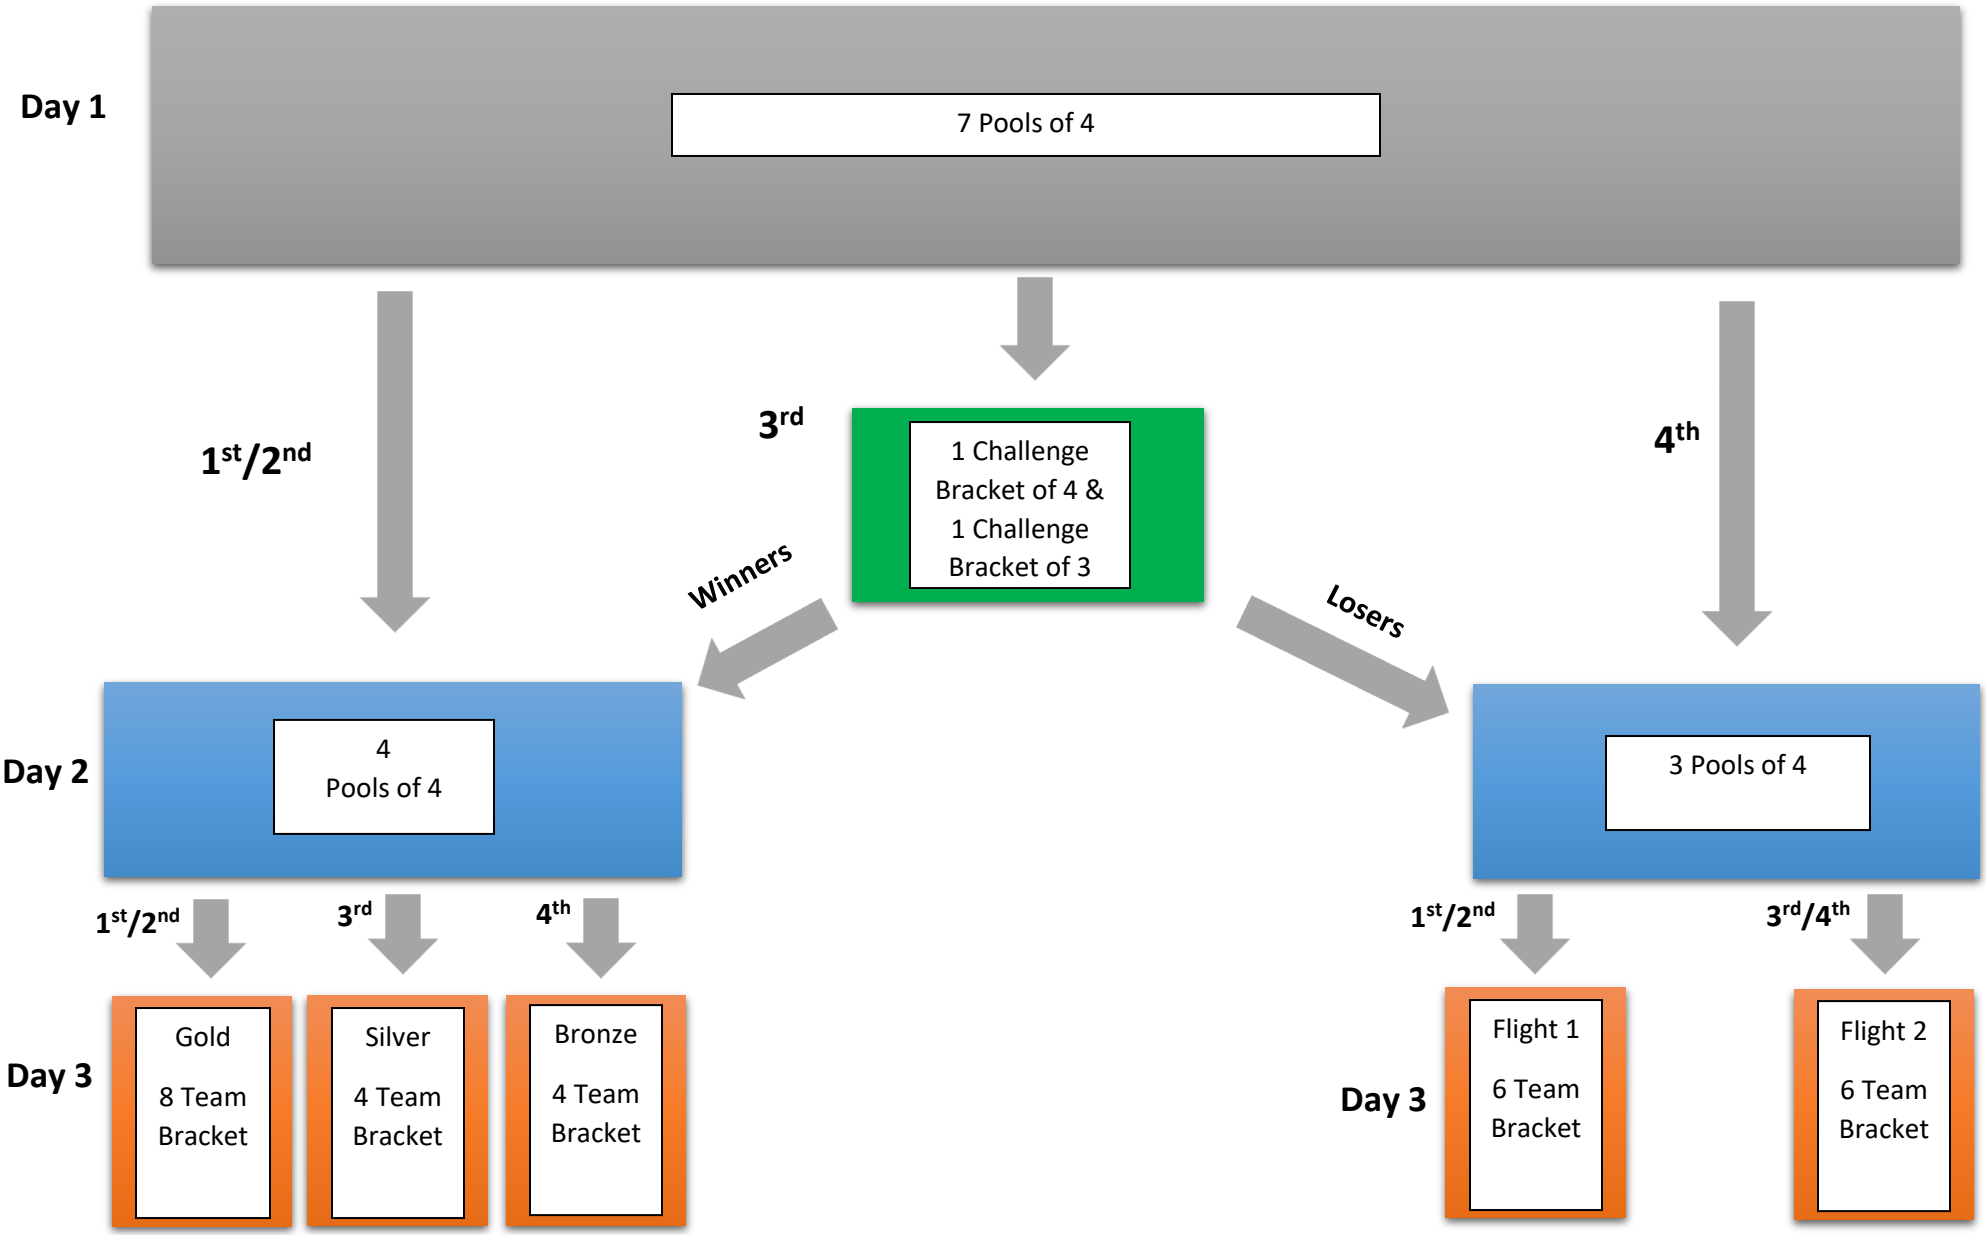 Day 1
7 Pools of 4
1st/2nd
3rd
4th
1 Challenge
Bracket of 4 &
1 Challenge
Bracket of 3
Winners
Losers
Day 2
4
Pools of 4
3 Pools of 4
1st/2nd
3rd
4th
1st/2nd
3rd/4th
Day 3
Gold
8 Team
Bracket
Silver
4 Team
Bracket
Bronze
4 Team
Bracket
Day 3
Flight 1
6 Team
Bracket
Flight 2
6 Team
Bracket